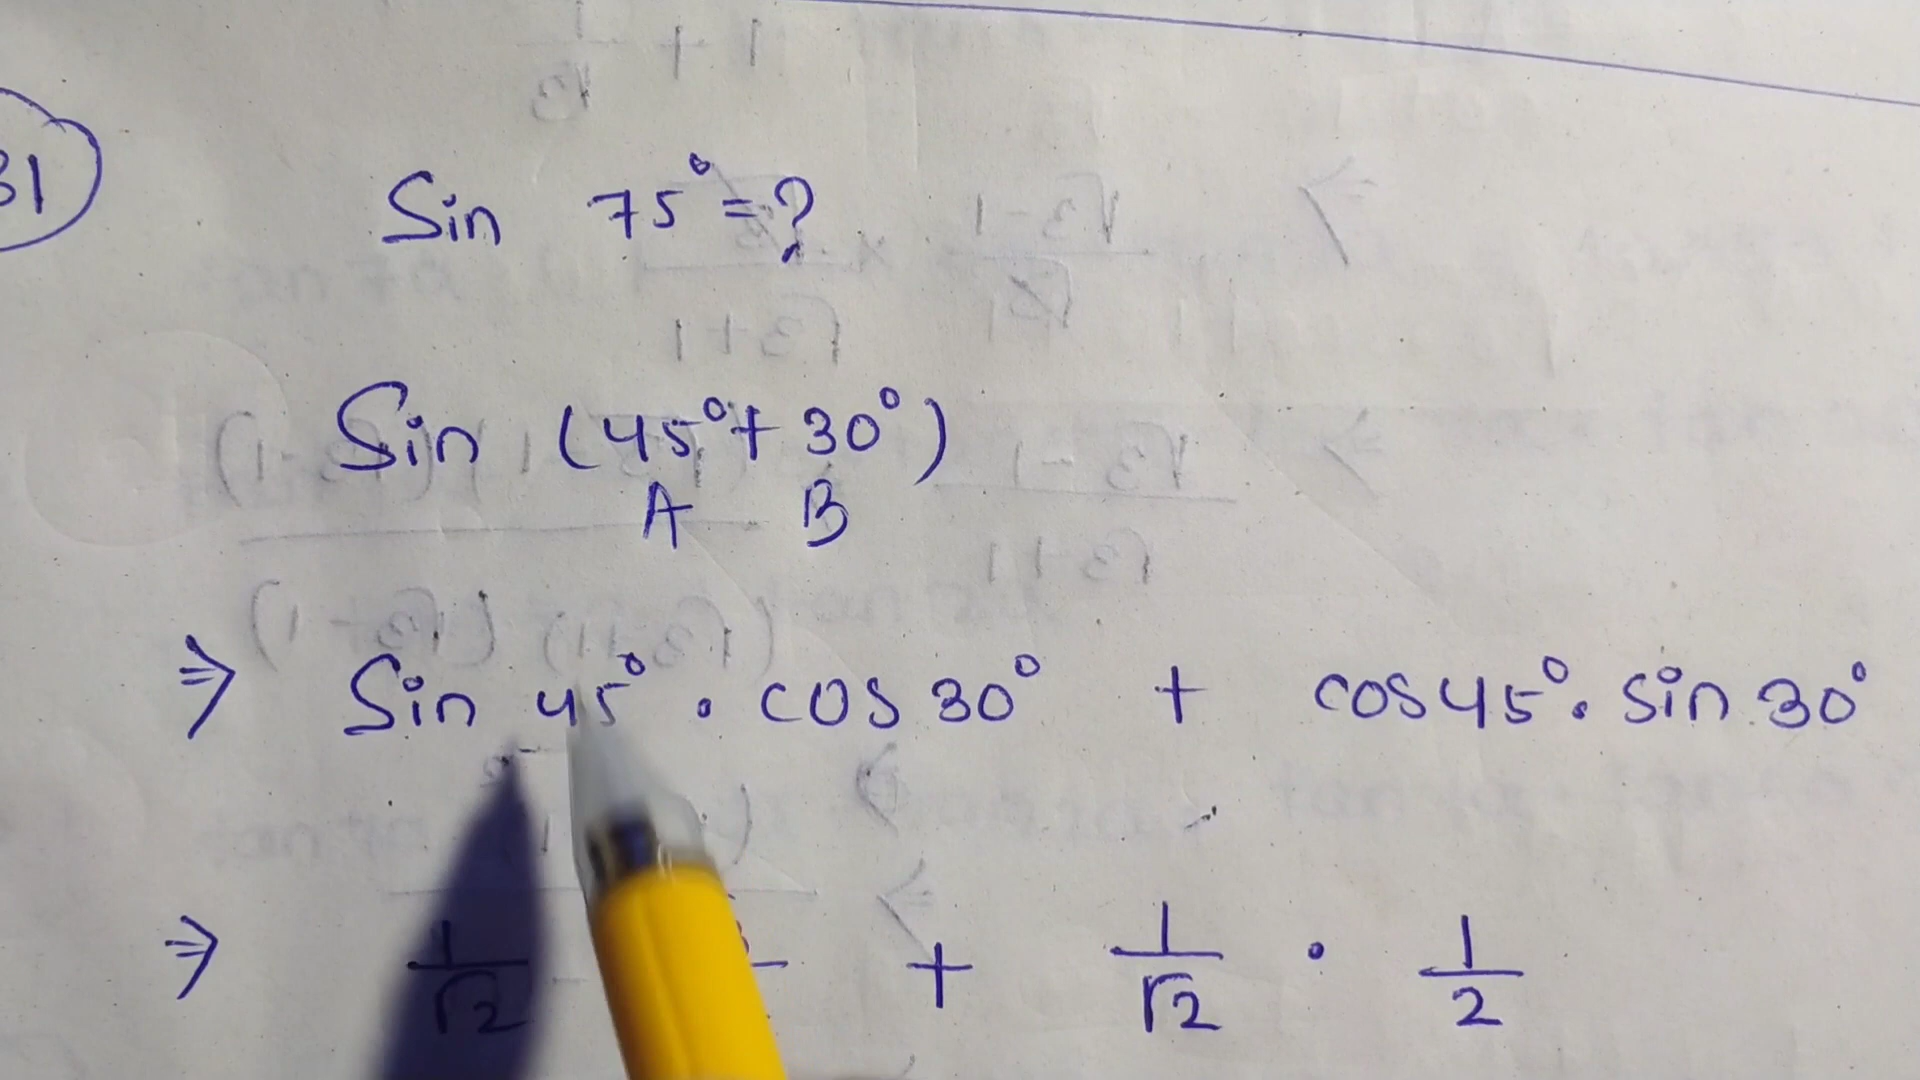 31
Sin 75° = ?
Sin (45° + 30°)
A B
⇒ Sin 45° . cos 30° + cos 45° . sin 30°
⇒ 1/√2 + 1/√2 . 1/2